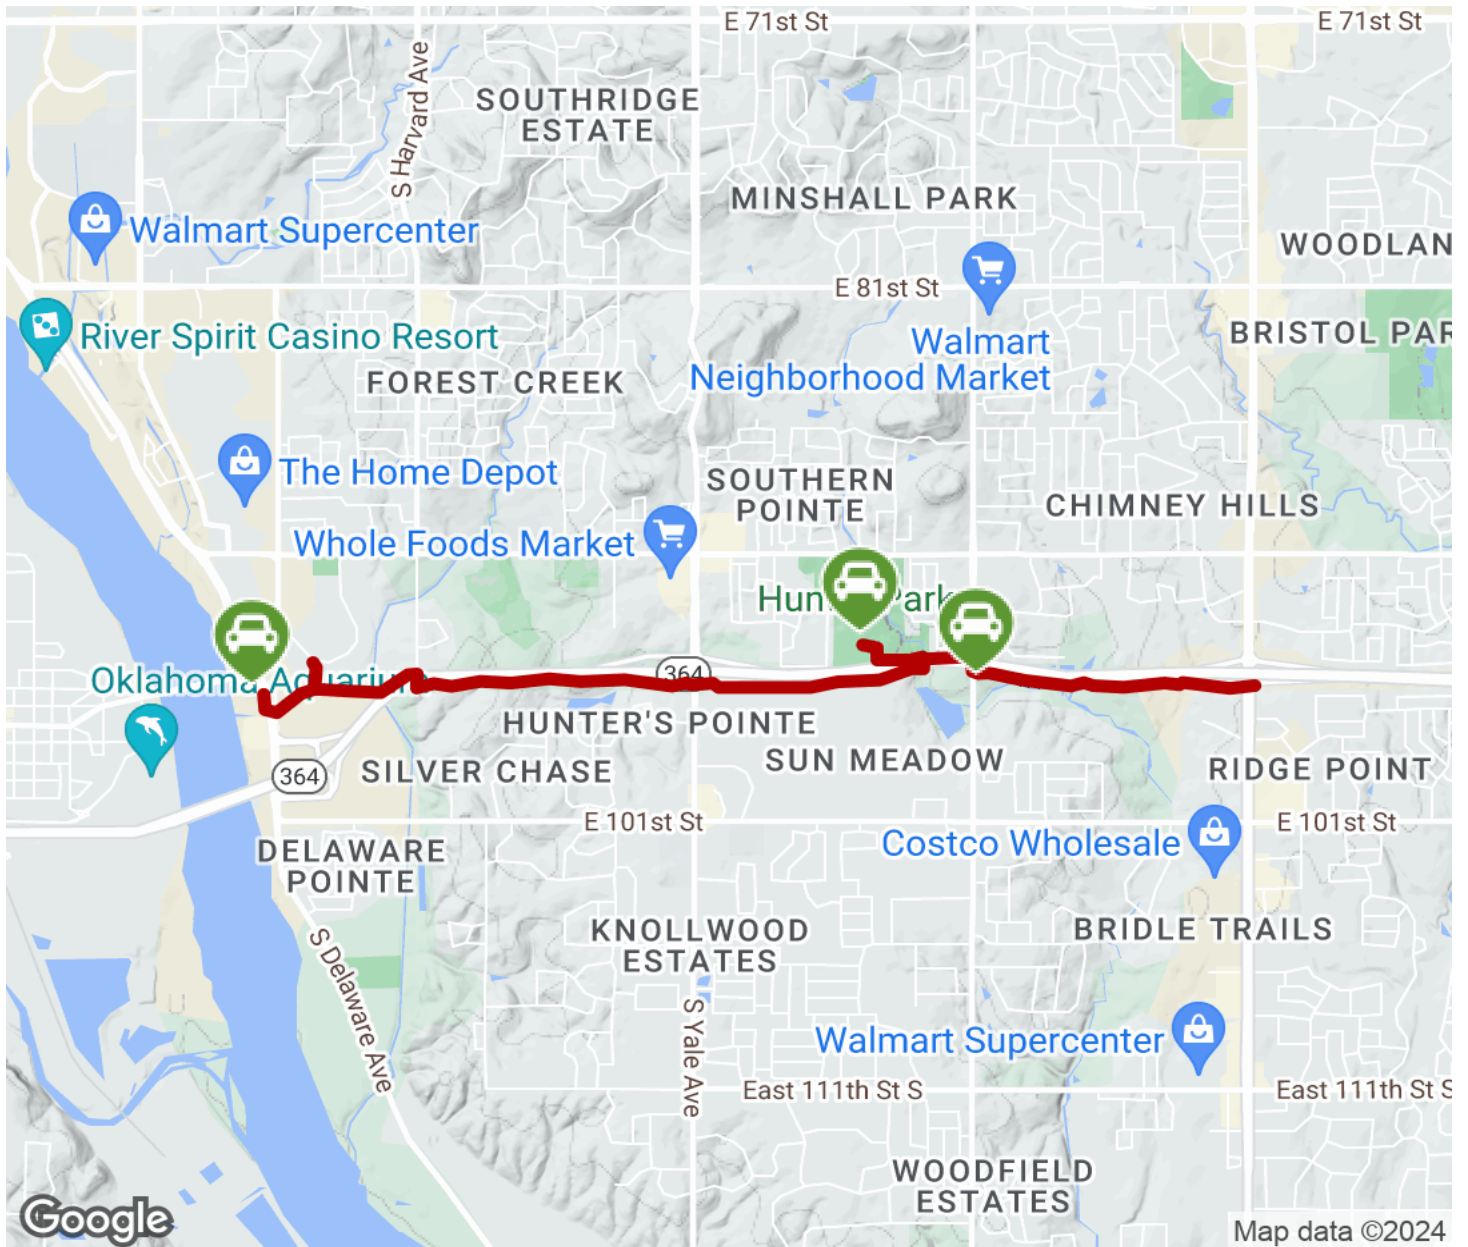 E 71st St
E 71st St
S Harvard Ave
SOUTHRIDGE
ESTATE
MINSHALL PARK
Walmart Supercenter
WOODLAN
E 81st St
River Spirit Casino Resort
BRISTOL PAR
Walmart
Neighborhood Market
FOREST CREEK
The Home Depot
SOUTHERN
POINTE
CHIMNEY HILLS
Whole Foods Market
Oklahoma Aquarium
364
HUNTER'S POINTE
SUN MEADOW
364
SILVER CHASE
RIDGE POINT
E 101st St
E 101st St
Costco Wholesale
DELAWARE
POINTE
KNOLLWOOD
ESTATES
BRIDLE TRAILS
S Delaware Ave
S Yale Ave
Walmart Supercenter
East 111th St S
East 111th St S
WOODFIELD
ESTATES
Google
Map data ©2024